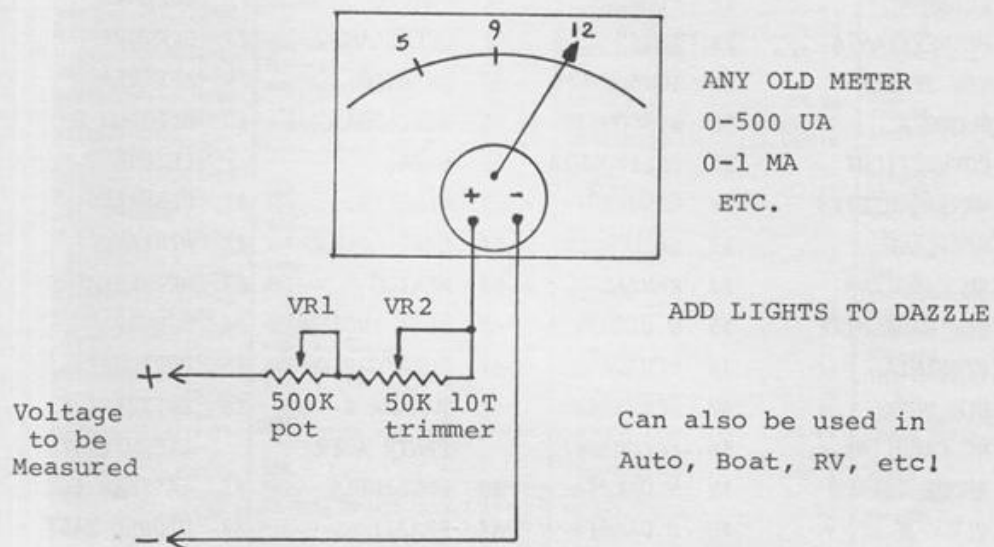 5 9 12
ANY OLD METER
0-500 UA
0-1 MA
ETC.
+ -
VR1 VR2
ADD LIGHTS TO DAZZLE
+
500K 50K 10T
pot trimmer
Voltage
to be
Measured
Can also be used in
Auto, Boat, RV, etc!
-